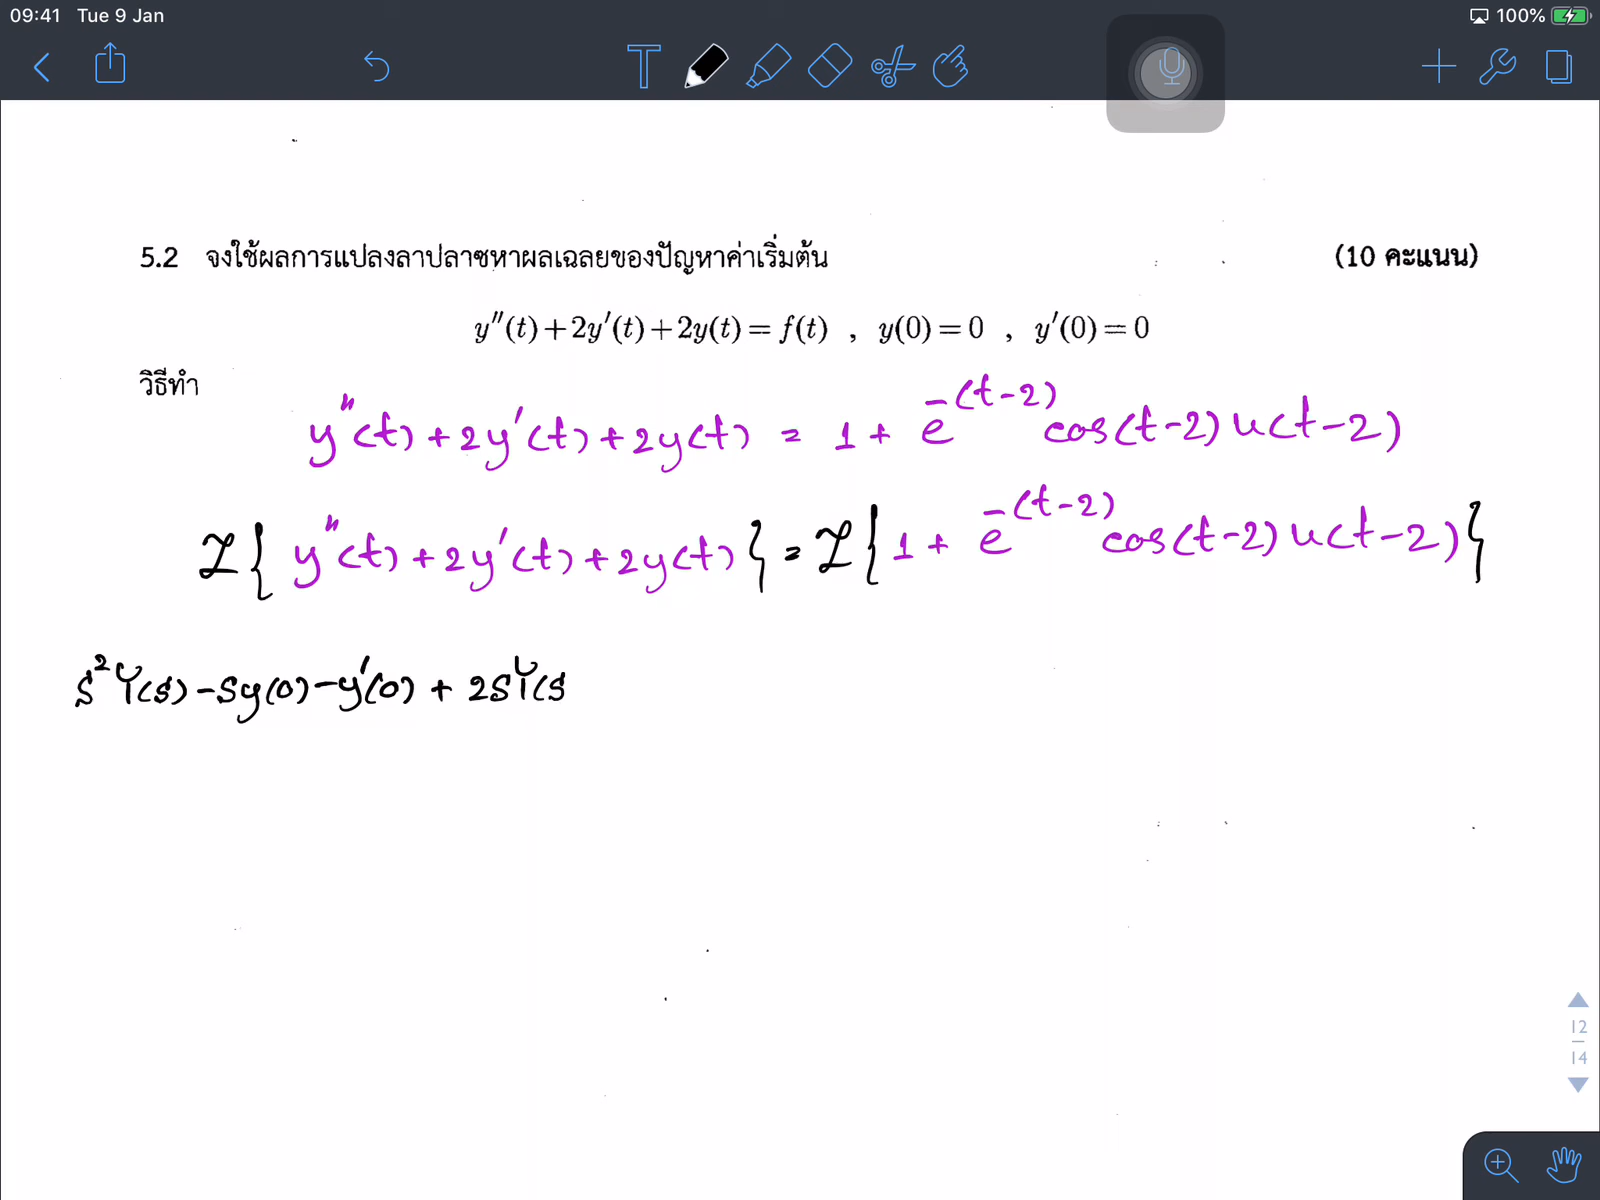 09:41 Tue 9 Jan 100%
5.2 จงใช้ผลการแปลงลาปลาซหาผลเฉลยของปัญหาค่าเริ่มต้น (10 คะแนน)
y''(t)+2y'(t)+2y(t)=f(t) , y(0)=0 , y'(0)=0
วิธีทำ
y''(t)+2y'(t)+2y(t) = 1 + e^{-(t-2)} cos(t-2) u(t-2)
ℒ{ y''(t)+2y'(t)+2y(t) } = ℒ{ 1 + e^{-(t-2)} cos(t-2) u(t-2) }
s²Y(s) - sy(0) - y'(0) + 2sY(s
12
14